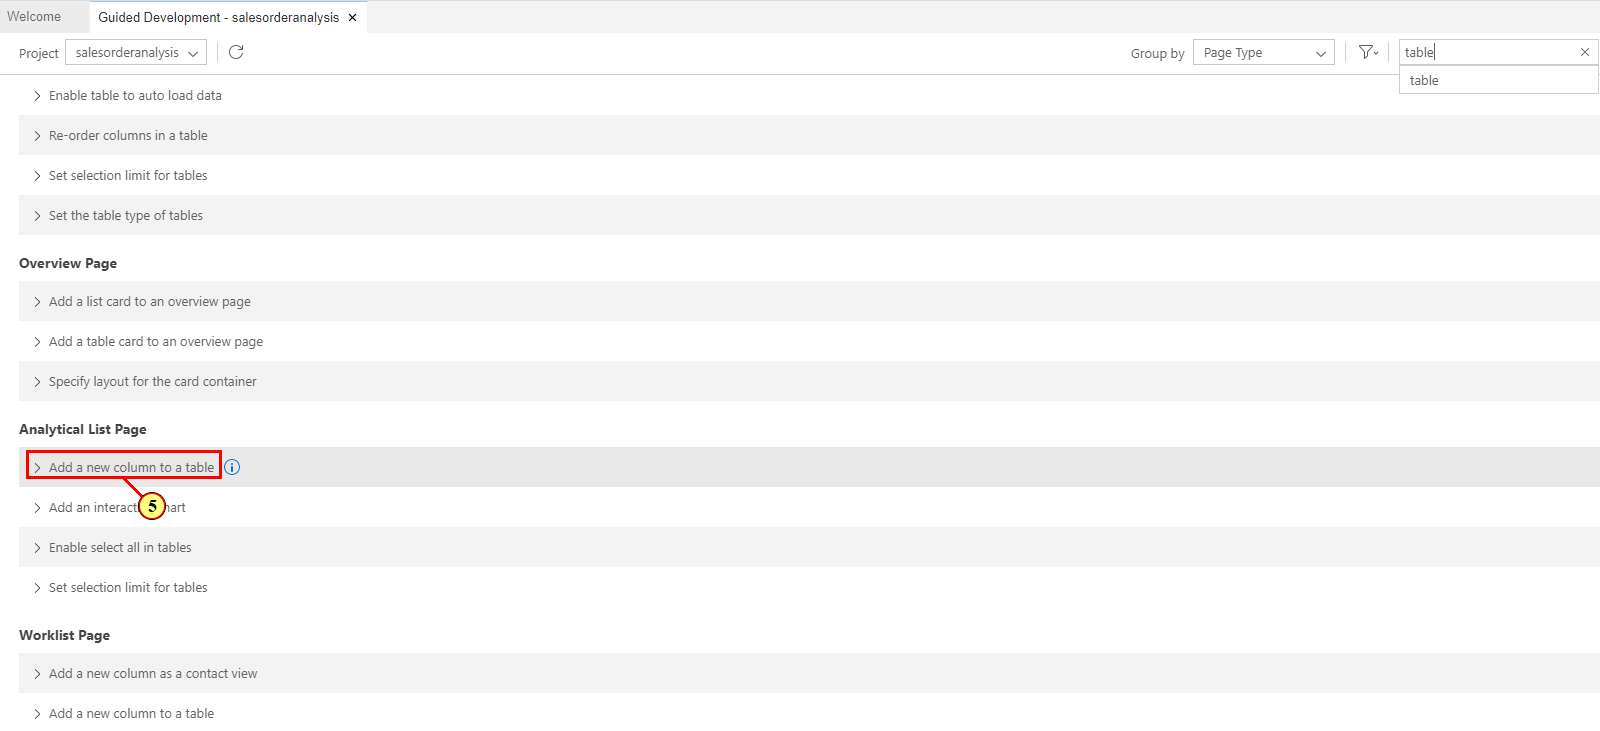 Welcome
Guided Development - salesorderanalysis
Project salesorderanalysis
Group by Page Type
table
table
Enable table to auto load data
Re-order columns in a table
Set selection limit for tables
Set the table type of tables
Overview Page
Add a list card to an overview page
Add a table card to an overview page
Specify layout for the card container
Analytical List Page
Add a new column to a table
5
Add an interact hart
Enable select all in tables
Set selection limit for tables
Worklist Page
Add a new column as a contact view
Add a new column to a table